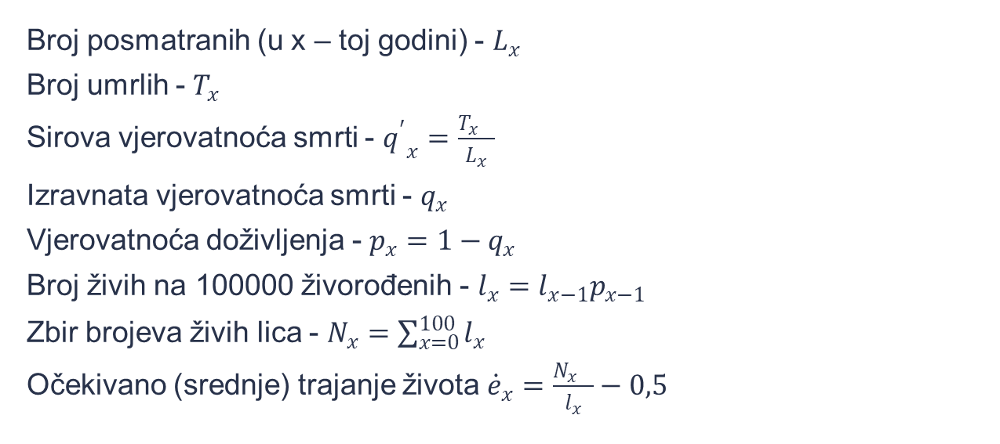 Broj posmatranih (u x – toj godini) - $L_x$
Broj umrlih - $T_x$
Sirova vjerovatnoća smrti - $q^{'}{}_x = \frac{T_x}{L_x}$
Izravnata vjerovatnoća smrti - $q_x$
Vjerovatnoća doživljenja - $p_x = 1 - q_x$
Broj živih na 100000 živorođenih - $l_x = l_{x-1}p_{x-1}$
Zbir brojeva živih lica - $N_x = \sum_{x=0}^{100} l_x$
Očekivano (srednje) trajanje života $\dot{e}_x = \frac{N_x}{l_x} - 0,5$